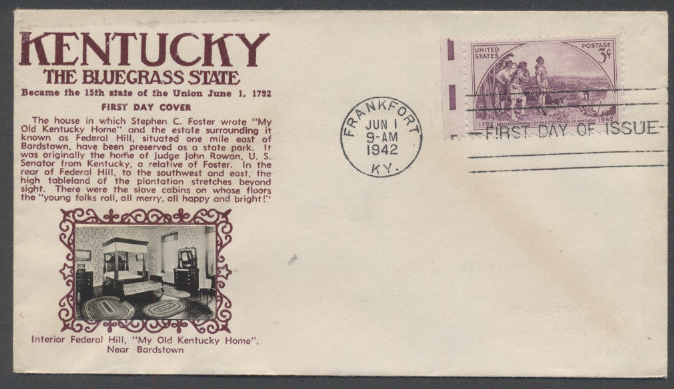 KENTUCKY
THE BLUEGRASS STATE
Became the 15th state of the Union June 1, 1792
FIRST DAY COVER
The house in which Stephen C. Foster wrote "My
Old Kentucky Home" and the estate surrounding it
known as Federal Hill, situated one mile east of
Bardstown, have been preserved as a state park. It
was originally the home of judge John Rowan, U. S.
Senator from Kentucky, a relative of Foster. In the
rear of Federal Hill, to the southwest and east, the
high tableland of the plantation stretches beyond
sight. There were the slave cabins on whose floors
the "young folks roll, all merry, all happy and bright!"
Interior Federal Hill, "My Old Kentucky Home",
Near Bardstown
FRANKFORT
JUN 1
9-AM
1942
KY.
UNITED
STATES
POSTAGE
3¢
1792
1942
FIRST DAY OF ISSUE